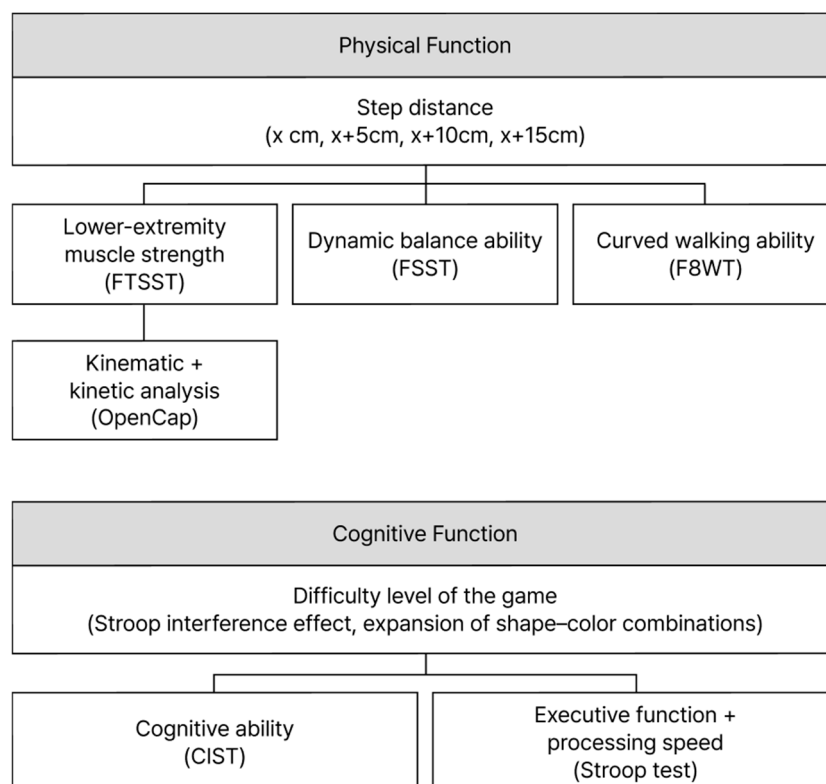 Physical Function
Step distance
(x cm, x+5cm, x+10cm, x+15cm)
Lower-extremity
muscle strength
(FTSST)
Dynamic balance ability
(FSST)
Curved walking ability
(F8WT)
Kinematic +
kinetic analysis
(OpenCap)
Cognitive Function
Difficulty level of the game
(Stroop interference effect, expansion of shape–color combinations)
Cognitive ability
(CIST)
Executive function +
processing speed
(Stroop test)